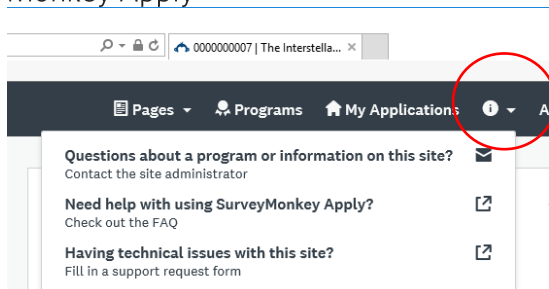 Monkey Apply
0000000007 | The Interstella...
Pages Programs My Applications A
Questions about a program or information on this site?
Contact the site administrator
Need help with using SurveyMonkey Apply?
Check out the FAQ
Having technical issues with this site?
Fill in a support request form